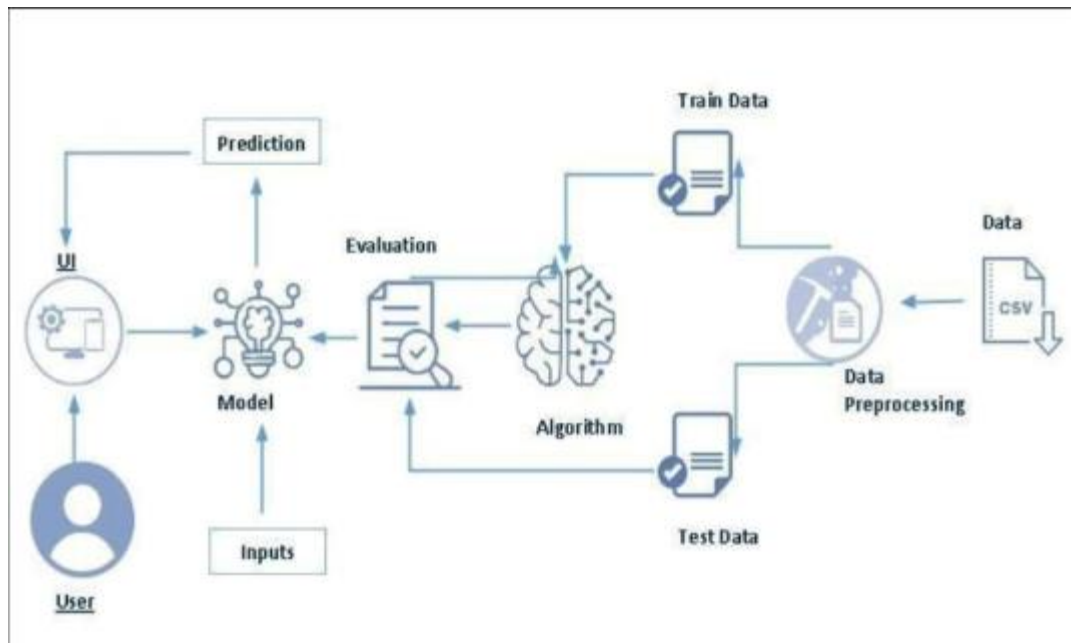 Train Data
Prediction
Data
Evaluation
UI
CSV
Model
Data
Preprocessing
Algorithm
Inputs
Test Data
User